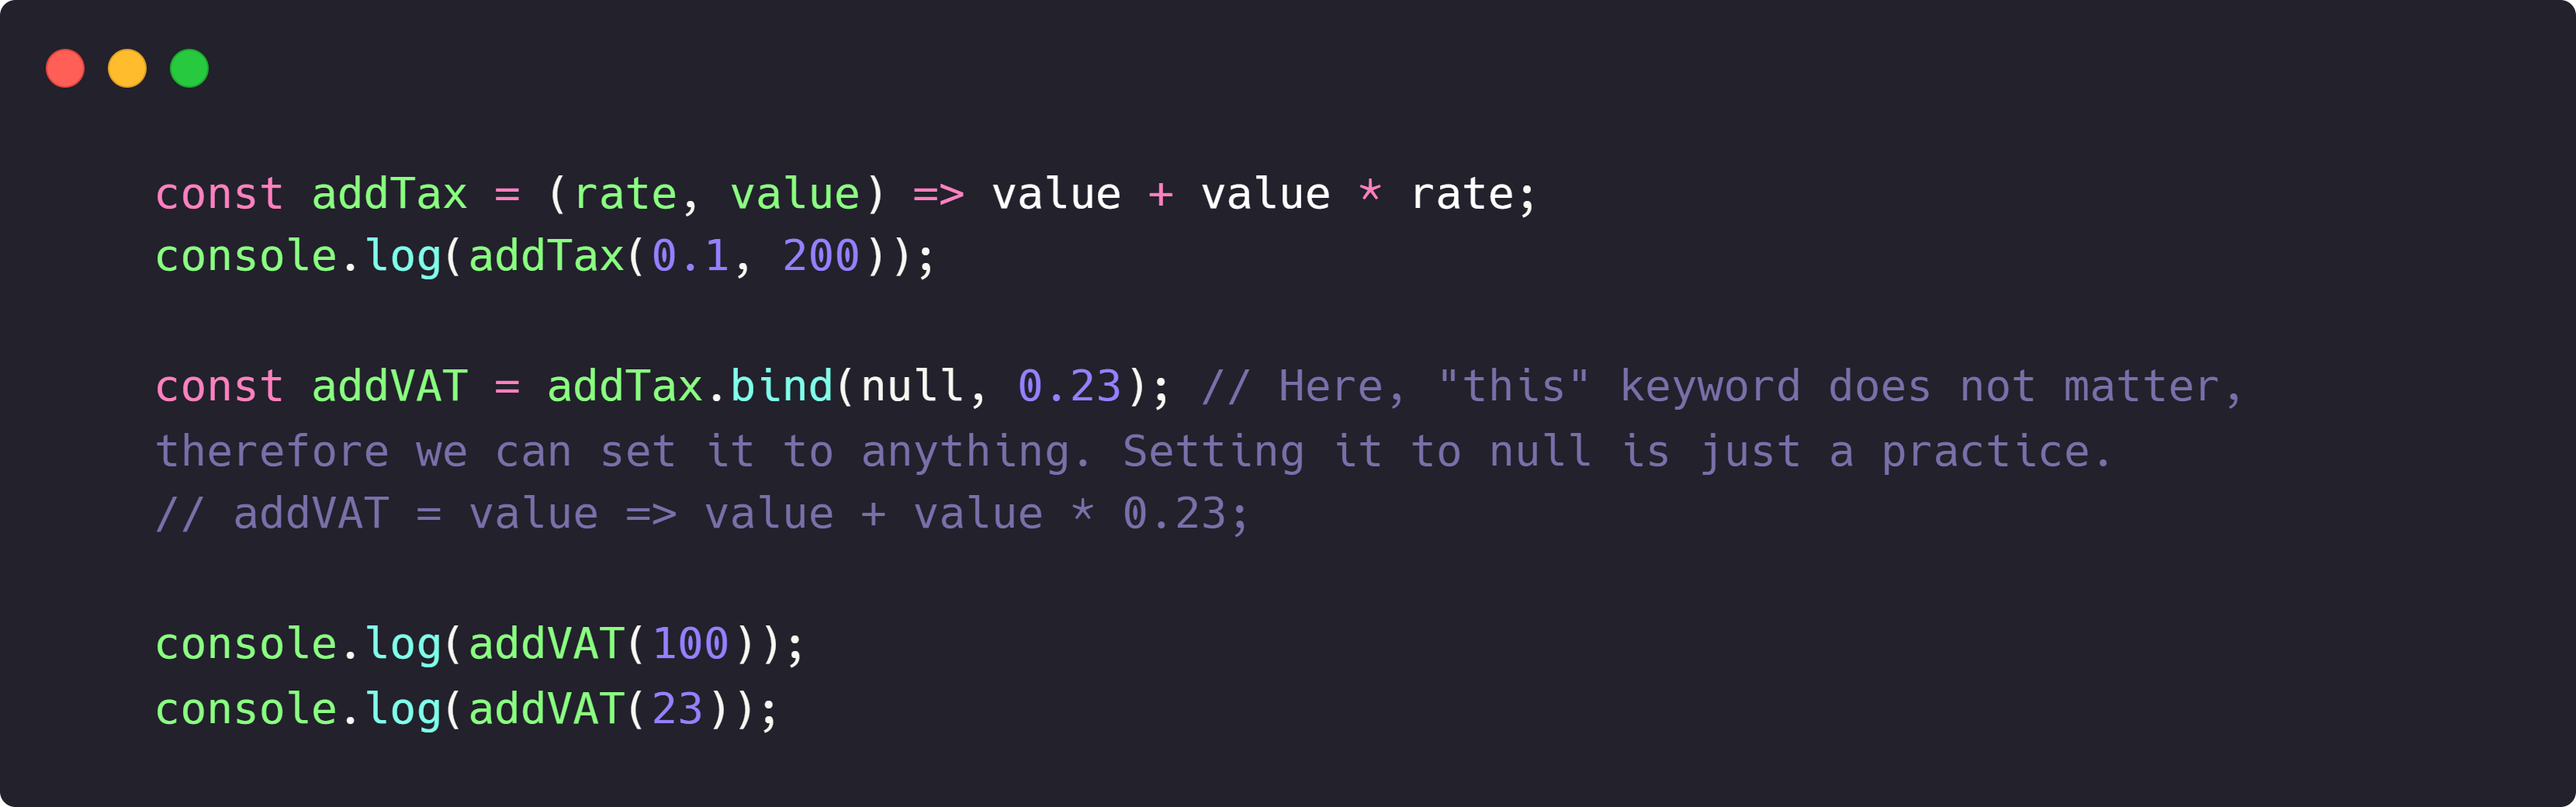 const addTax = (rate, value) => value + value * rate;
console.log(addTax(0.1, 200));
const addVAT = addTax.bind(null, 0.23); // Here, "this" keyword does not matter,
therefore we can set it to anything. Setting it to null is just a practice.
// addVAT = value => value + value * 0.23;
console.log(addVAT(100));
console.log(addVAT(23));